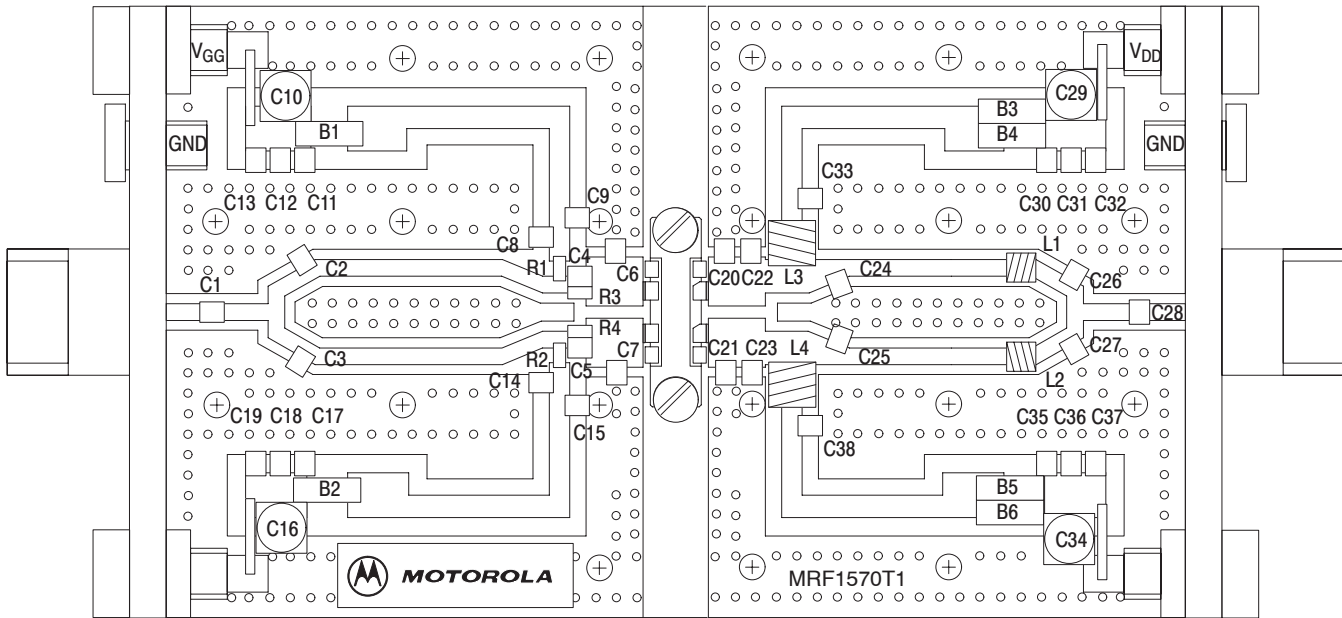 VGG
VDD
C10
C29
B1
B3
B4
GND
GND
C33
C9
C13 C12 C11
C30 C31 C32
C8
C4
L1
C2
R1
C6
C20 C22 L3
C24
C26
C1
R3
C28
R4
C3
R2
C7
C21 C23 L4
C25
C27
C14
C5
L2
C19 C18 C17
C15
C35 C36 C37
C38
B2
B5
B6
C16
C34
MOTOROLA
MRF1570T1